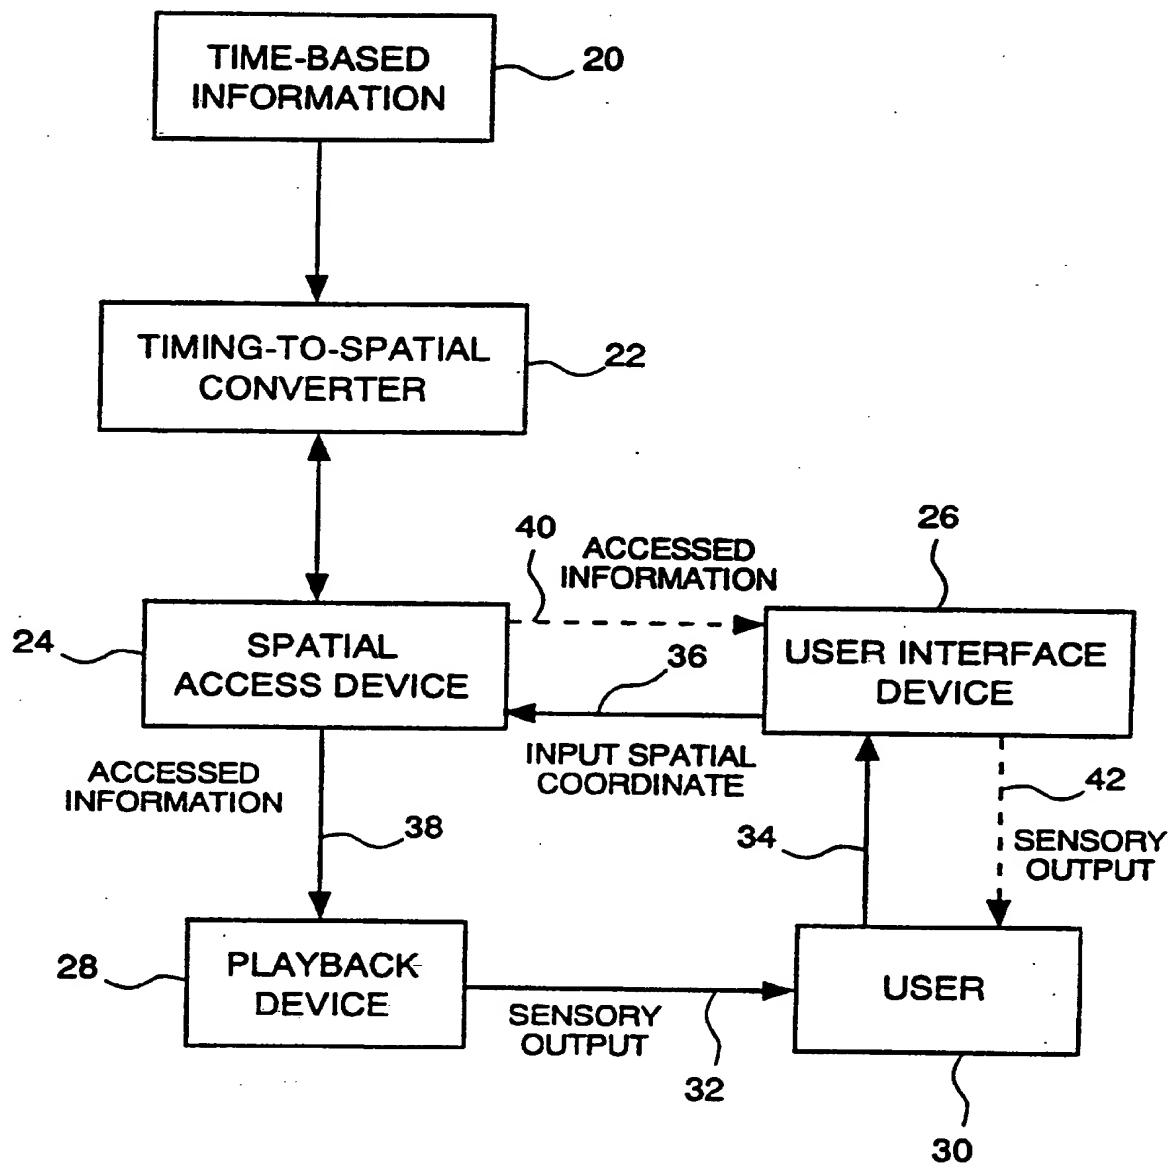 TIME-BASED
INFORMATION
20
TIMING-TO-SPATIAL
CONVERTER
22
40
ACCESSED
INFORMATION
26
24
SPATIAL
ACCESS DEVICE
36
USER INTERFACE
DEVICE
INPUT SPATIAL
COORDINATE
ACCESSED
INFORMATION
38
34
42
SENSORY
OUTPUT
28
PLAYBACK
DEVICE
SENSORY
OUTPUT
32
USER
30